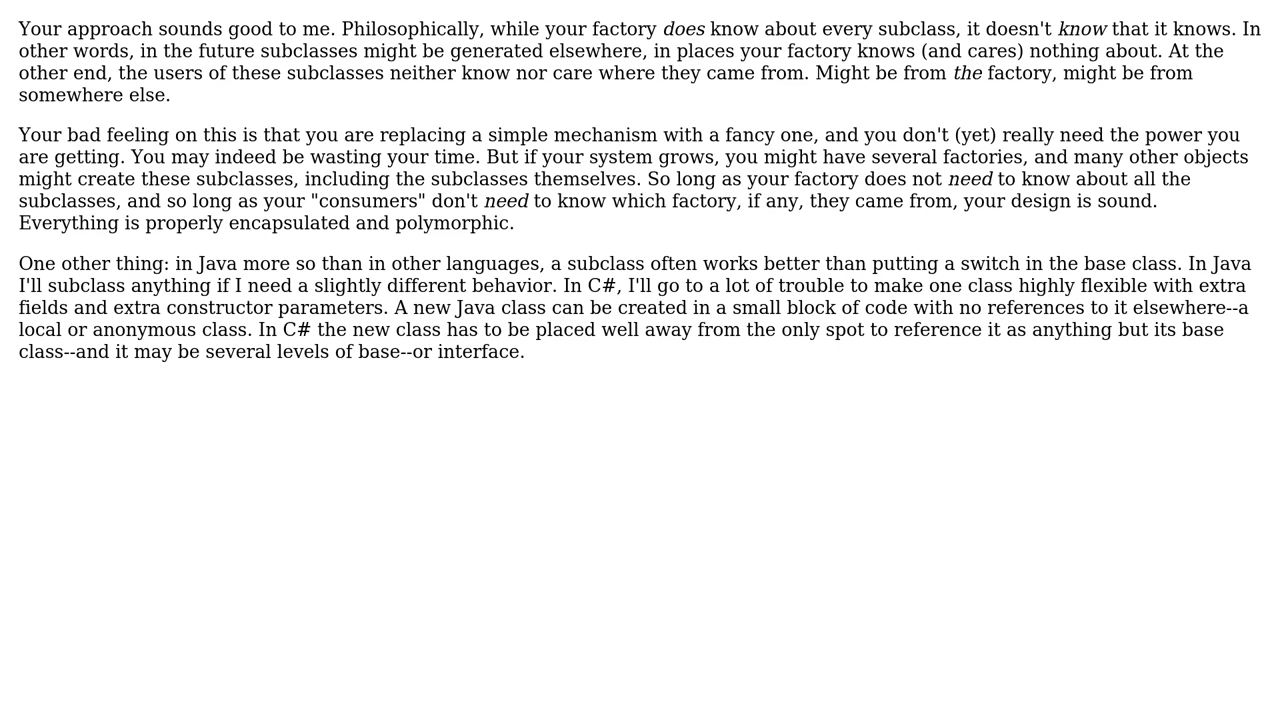 Your approach sounds good to me. Philosophically, while your factory does know about every subclass, it doesn't know that it knows. In
other words, in the future subclasses might be generated elsewhere, in places your factory knows (and cares) nothing about. At the
other end, the users of these subclasses neither know nor care where they came from. Might be from the factory, might be from
somewhere else.
Your bad feeling on this is that you are replacing a simple mechanism with a fancy one, and you don't (yet) really need the power you
are getting. You may indeed be wasting your time. But if your system grows, you might have several factories, and many other objects
might create these subclasses, including the subclasses themselves. So long as your factory does not need to know about all the
subclasses, and so long as your "consumers" don't need to know which factory, if any, they came from, your design is sound.
Everything is properly encapsulated and polymorphic.
One other thing: in Java more so than in other languages, a subclass often works better than putting a switch in the base class. In Java
I'll subclass anything if I need a slightly different behavior. In C#, I'll go to a lot of trouble to make one class highly flexible with extra
fields and extra constructor parameters. A new Java class can be created in a small block of code with no references to it elsewhere--a
local or anonymous class. In C# the new class has to be placed well away from the only spot to reference it as anything but its base
class--and it may be several levels of base--or interface.